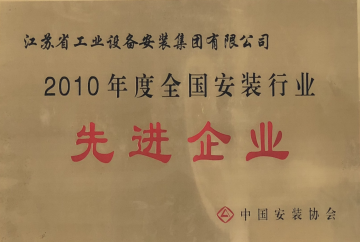 江苏省工业设备安装集团有限公司
2010年度全国安装行业
先进企业
中国安装协会